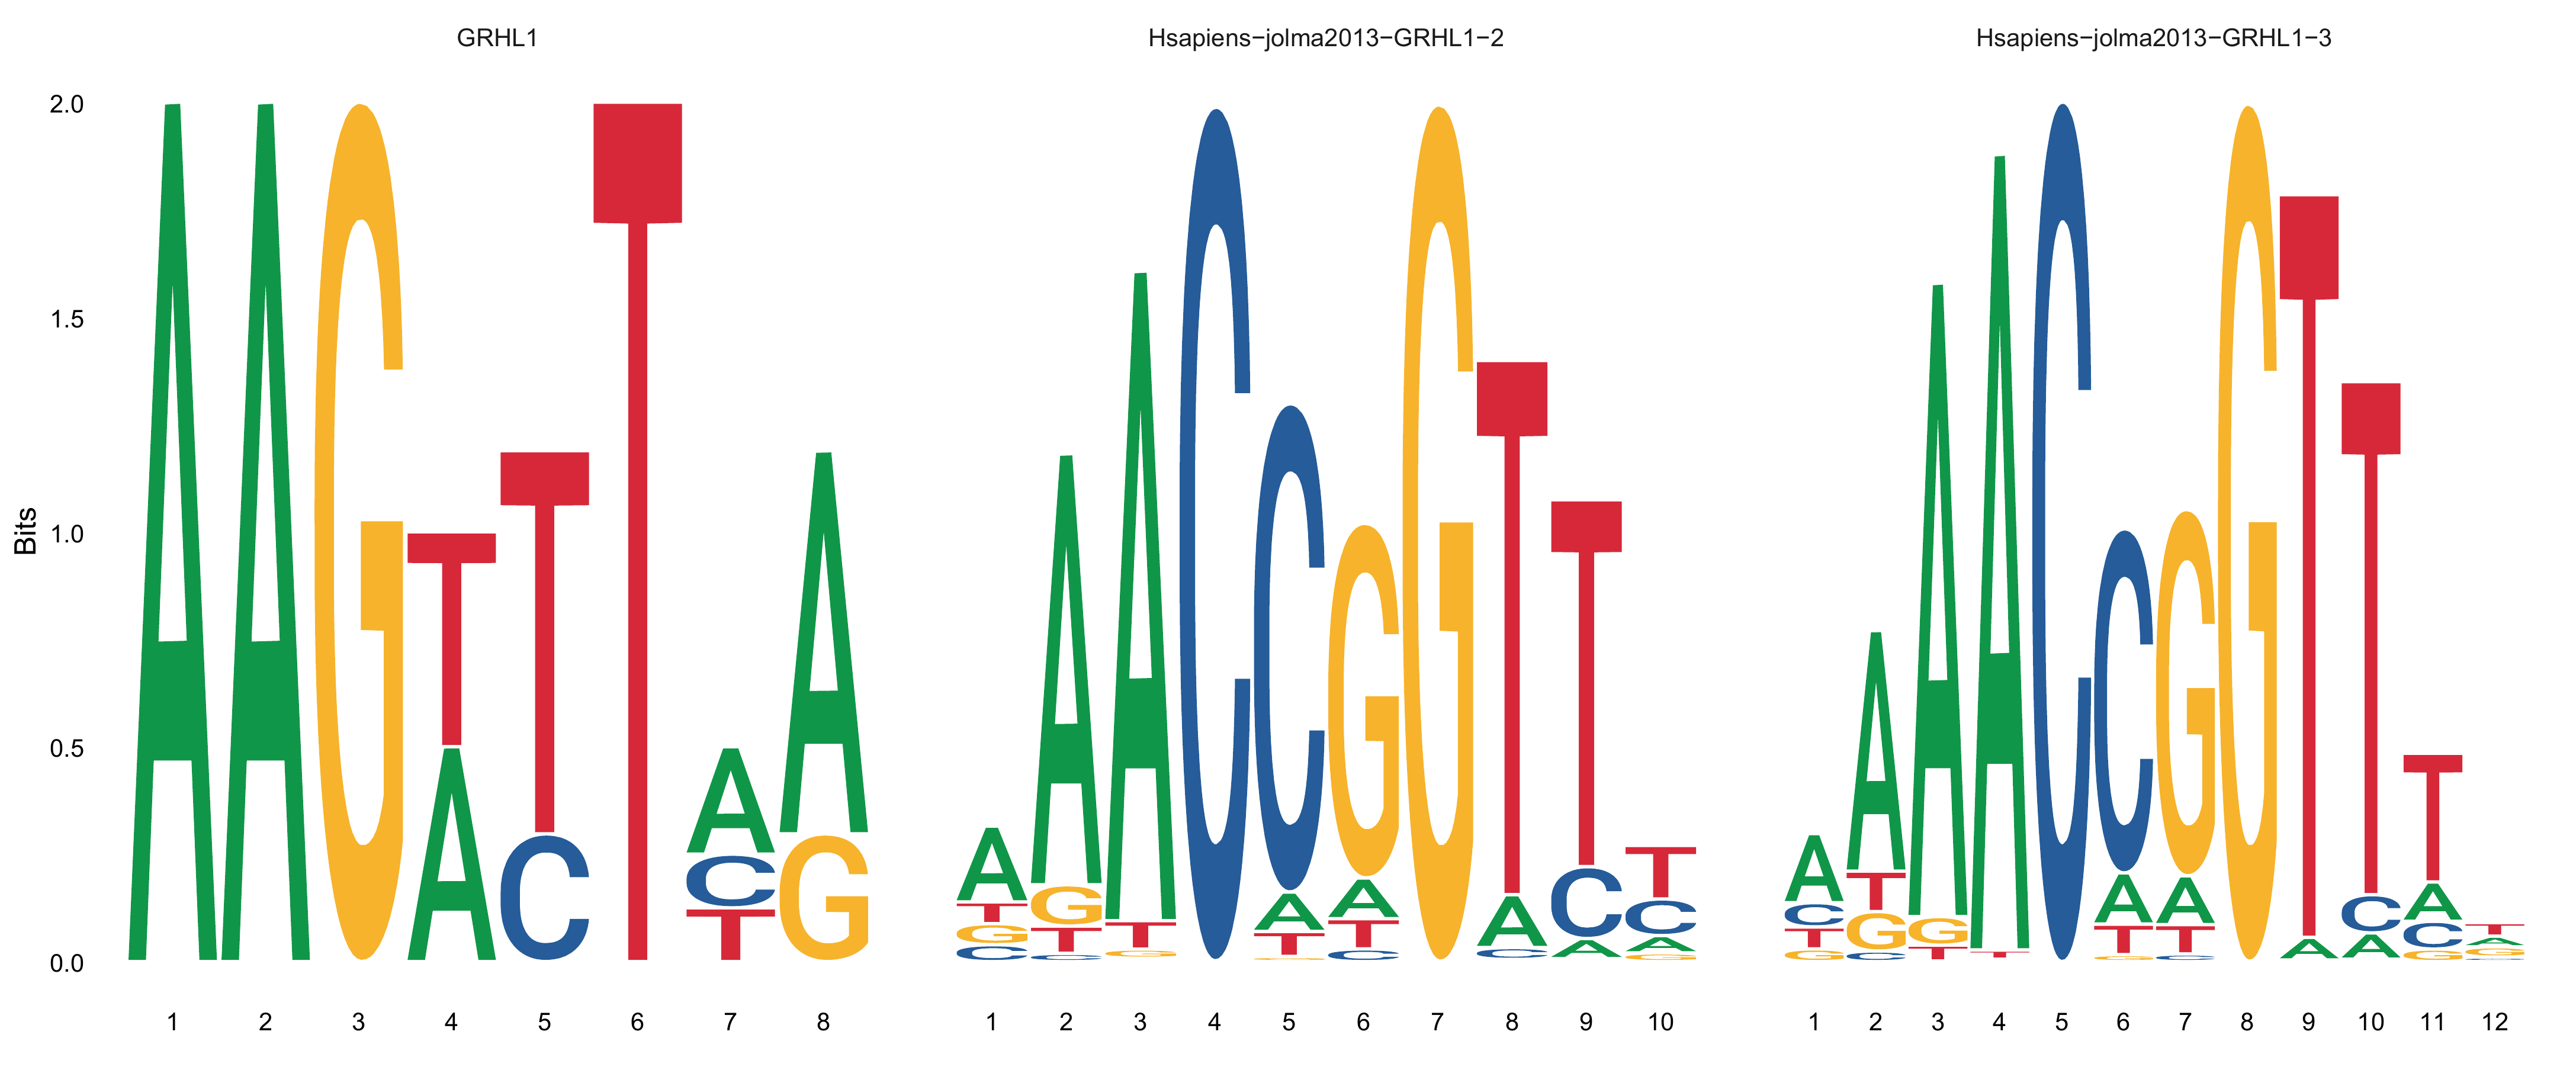 GRHL1 Hsapiens−jolma2013−GRHL1−2 Hsapiens−jolma2013−GRHL1−3
2.0
1.5
1.0
0.5
0.0
Bits
A A G T A T C T A C T A G
A T G C A G T C A T G C C A T G G A T C G T A C T C A T C A G
A C T G A T G C A G T A T C C A T G G A T C G T A T C A T A C G T A G C
1 2 3 4 5 6 7 8
1 2 3 4 5 6 7 8 9 10
1 2 3 4 5 6 7 8 9 10 11 12